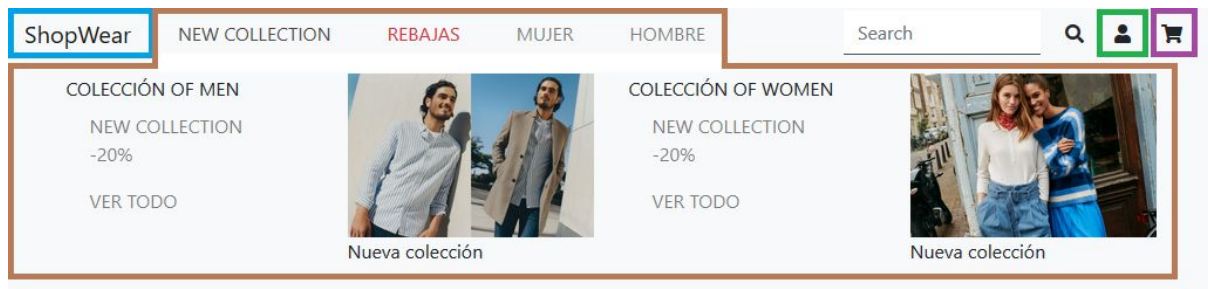 ShopWear NEW COLLECTION REBAJAS MUJER HOMBRE Search
COLECCIÓN OF MEN
NEW COLLECTION
-20%
VER TODO
Nueva colección
COLECCIÓN OF WOMEN
NEW COLLECTION
-20%
VER TODO
Nueva colección